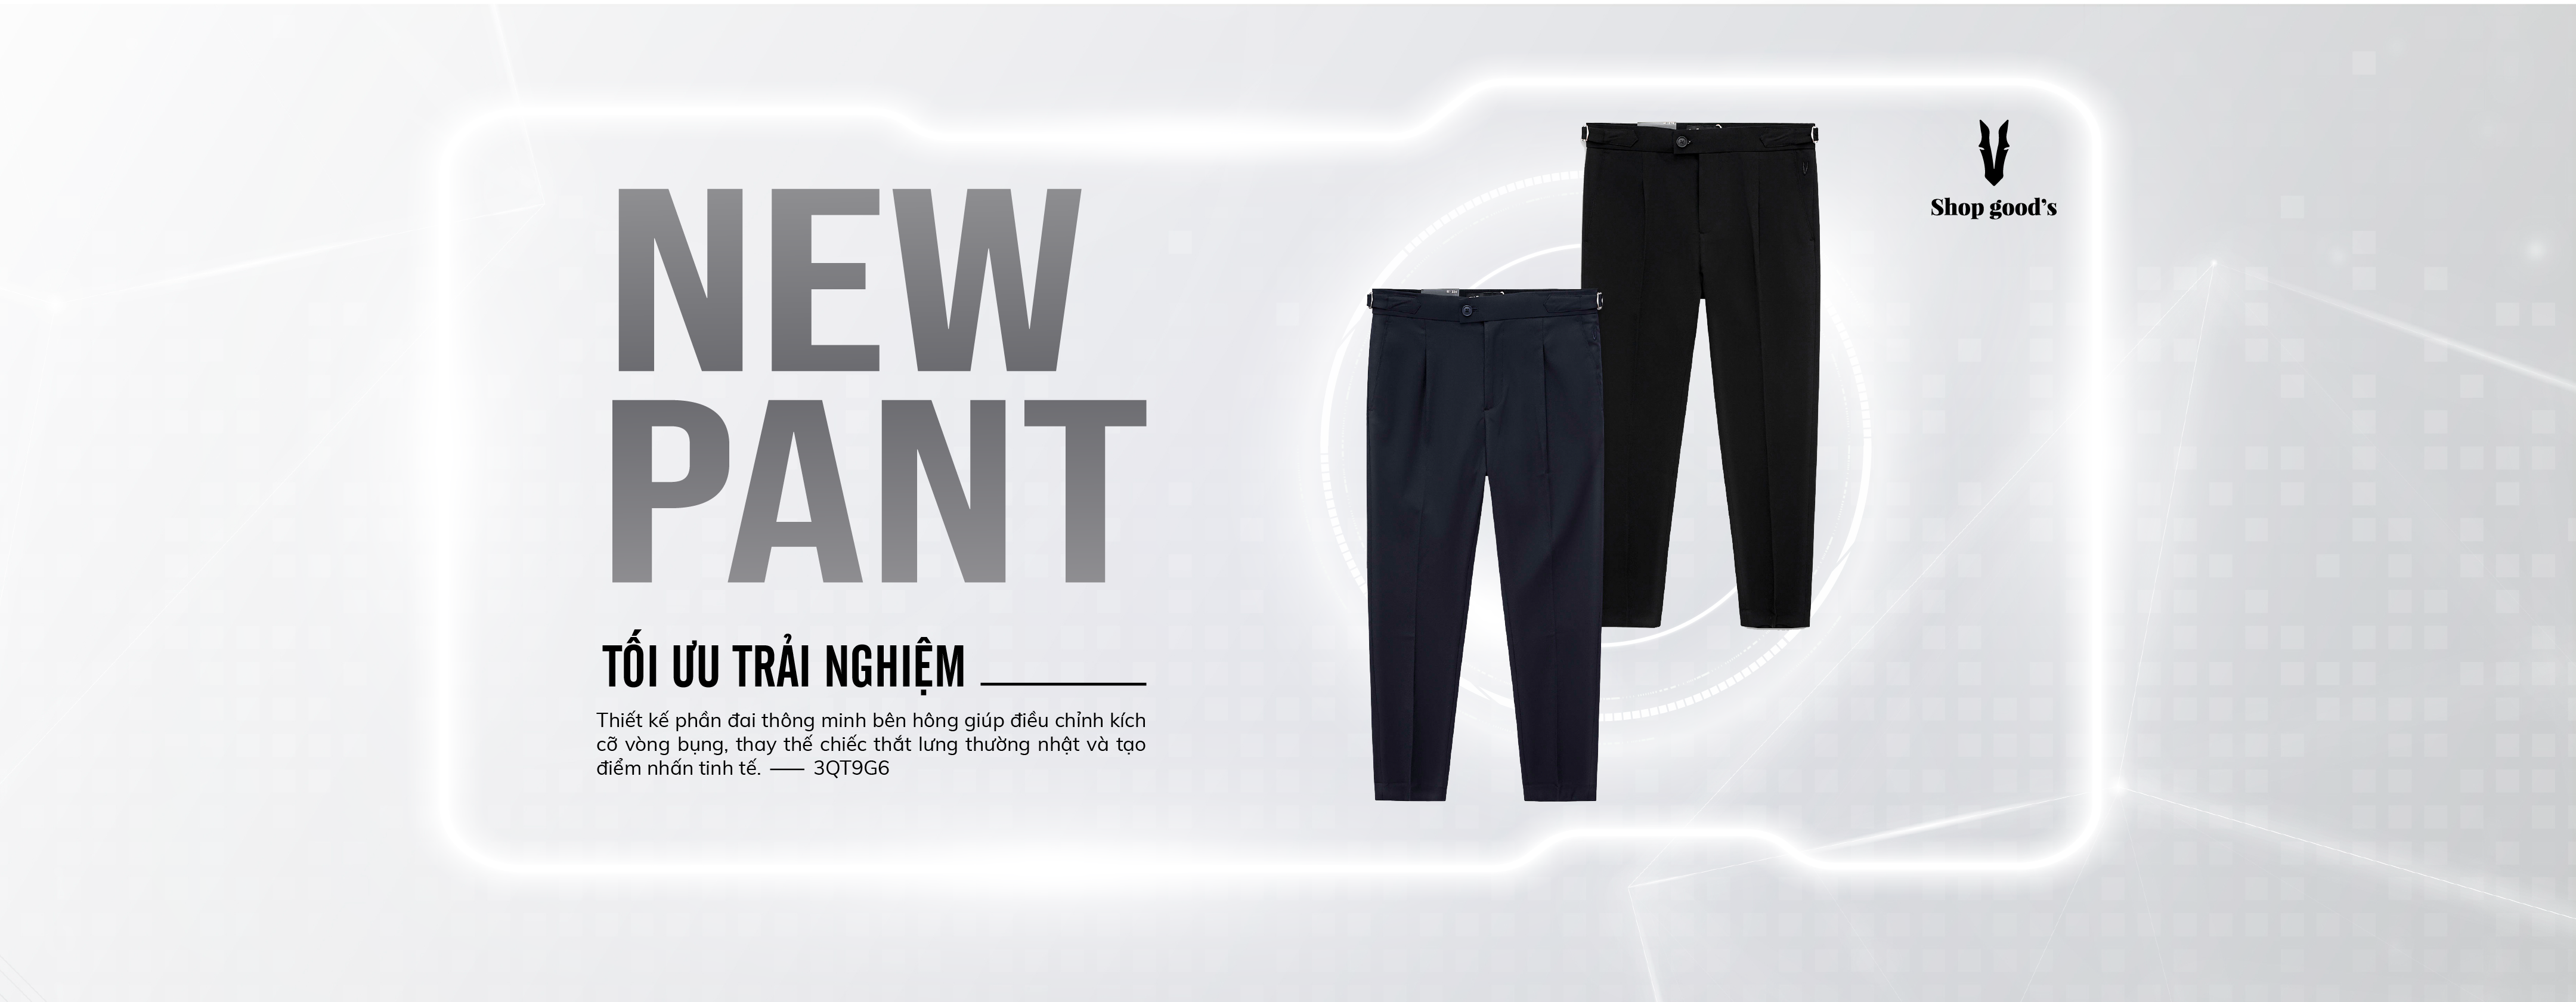 NEW
PANT
Shop good's
TỐI ƯU TRẢI NGHIỆM
Thiết kế phần đai thông minh bên hông giúp điều chỉnh kích
cỡ vòng bụng, thay thế chiếc thắt lưng thường nhật và tạo
điểm nhấn tinh tế. — 3QT9G6